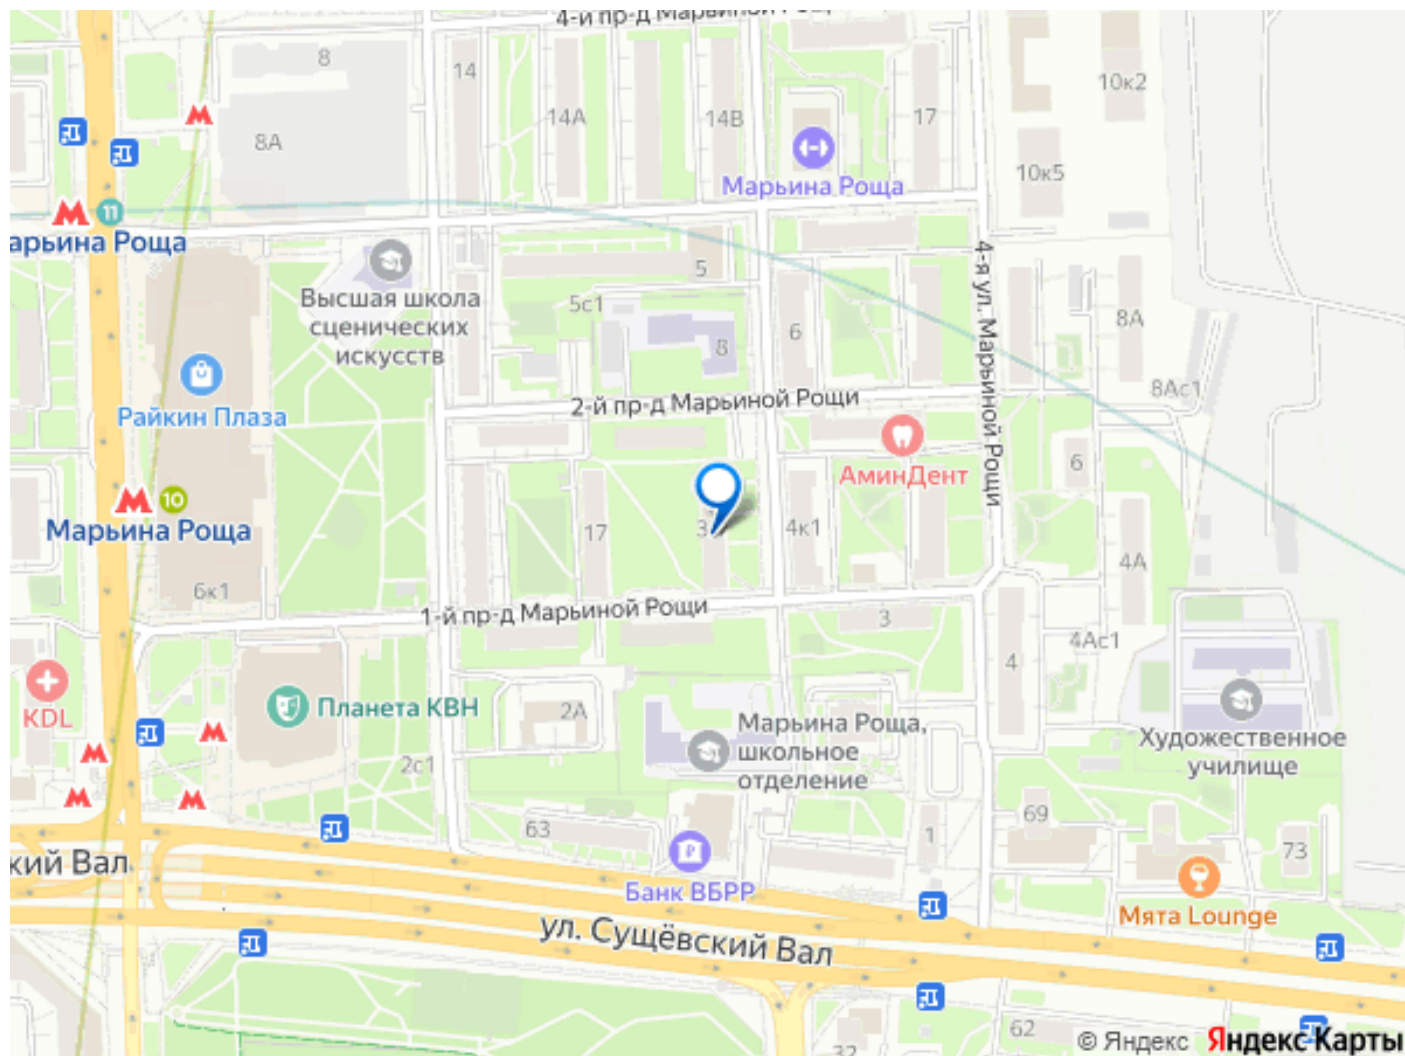 4-й пр-д Марьиной Рощи
8
14
10к2
14А
14В
17
8А
10к5
Марьина Роща
11
арьина Роща
4-я ул. Марьиной Рощи
5
Высшая школа
сценических
искусств
5с1
8
6
8А
8Ас1
Райкин Плаза
2-й пр-д Марьиной Рощи
АминДент
6
10
Марьина Роща
17
3
4к1
4А
6к1
1-й пр-д Марьиной Рощи
3
4
4Ас1
KDL
Планета КВН
2А
Марьина Роща,
школьное
отделение
Художественное
училище
2с1
63
69
1
73
кий Вал
Банк ВБРР
Мята Lounge
ул. Сущёвский Вал
62
32
© Яндекс Яндекс Карты